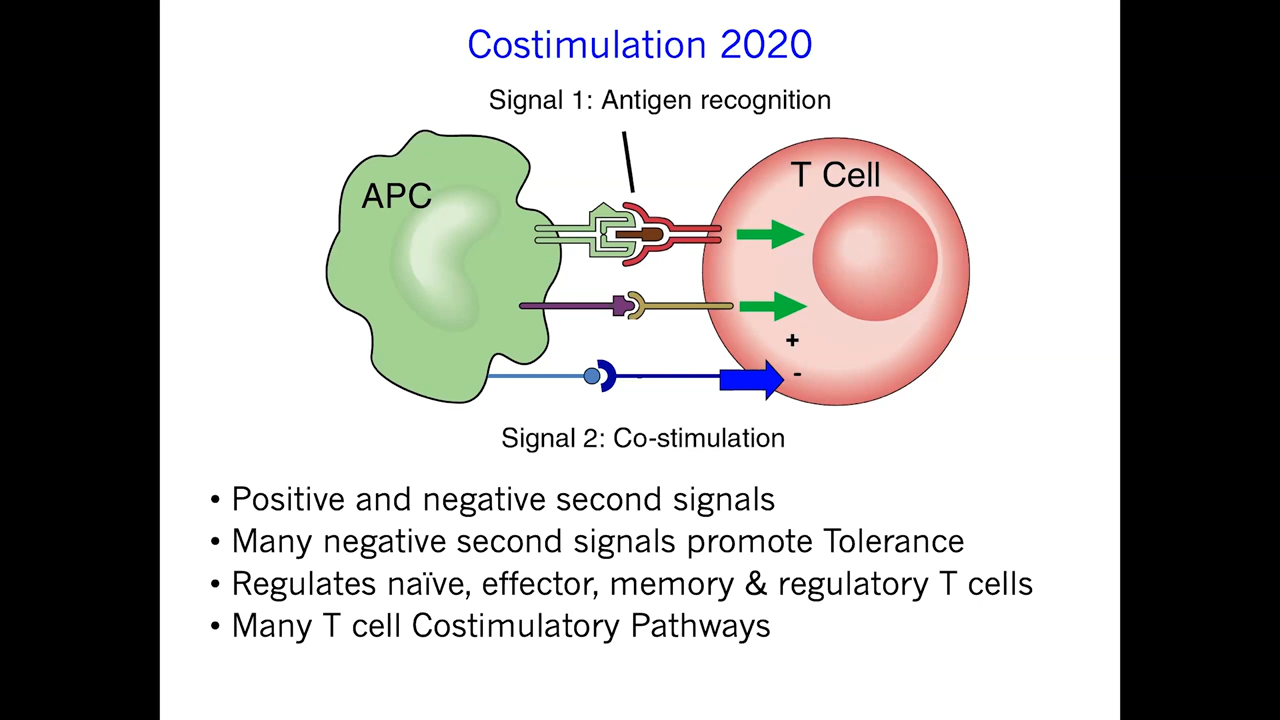 Costimulation 2020
Signal 1: Antigen recognition
APC
T Cell
+
-
Signal 2: Co-stimulation
• Positive and negative second signals
• Many negative second signals promote Tolerance
• Regulates naïve, effector, memory & regulatory T cells
• Many T cell Costimulatory Pathways